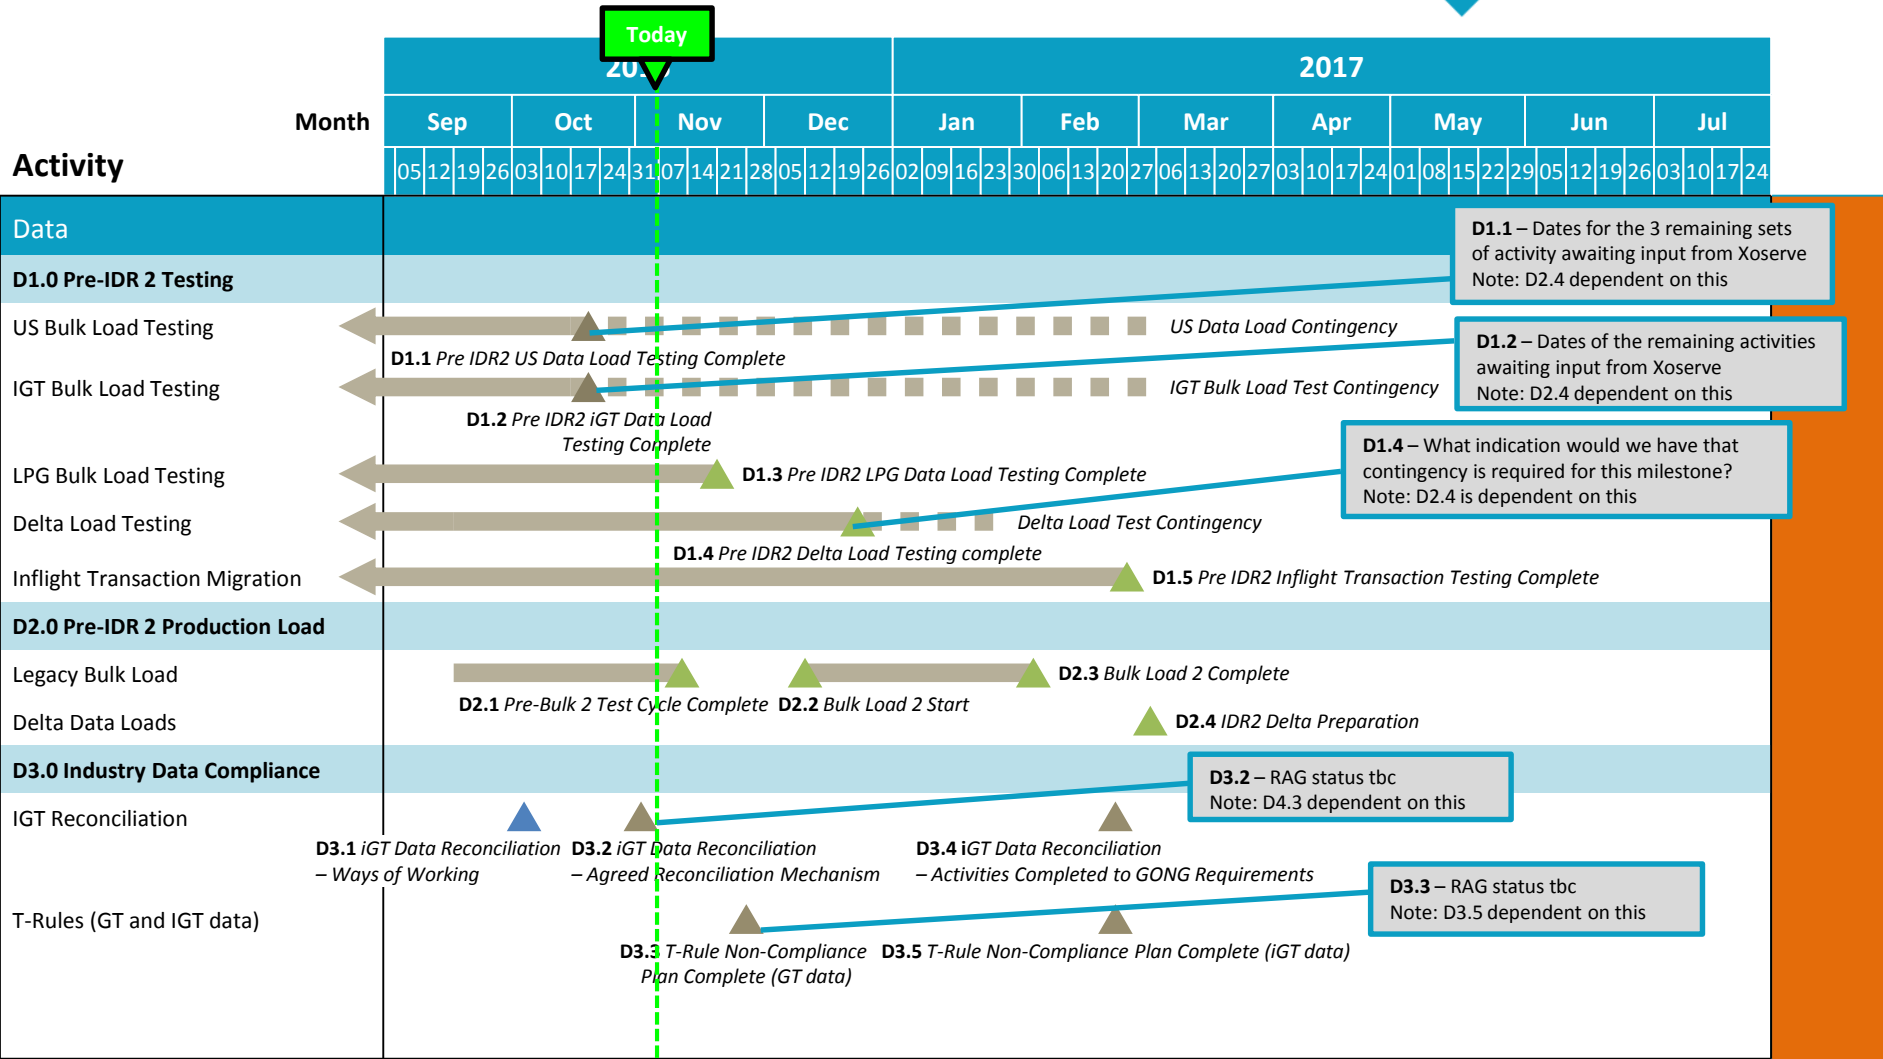 Today
2017
Month
Sep Oct Nov Dec Jan Feb Mar Apr May Jun Jul
Activity
05 12 19 26 03 10 17 24 31 07 14 21 28 05 12 19 26 02 09 16 23 30 06 13 20 27 06 13 20 27 03 10 17 24 01 08 15 22 29 05 12 19 26 03 10 17 24
Data
D1.1 – Dates for the 3 remaining sets
of activity awaiting input from Xoserve
Note: D2.4 dependent on this
D1.0 Pre-IDR 2 Testing
US Bulk Load Testing
US Data Load Contingency
D1.1 Pre IDR2 US Data Load Testing Complete
D1.2 – Dates of the remaining activities
awaiting input from Xoserve
Note: D2.4 dependent on this
IGT Bulk Load Testing
IGT Bulk Load Test Contingency
D1.2 Pre IDR2 iGT Data Load
Testing Complete
D1.4 – What indication would we have that
contingency is required for this milestone?
Note: D2.4 is dependent on this
LPG Bulk Load Testing
D1.3 Pre IDR2 LPG Data Load Testing Complete
Delta Load Testing
Delta Load Test Contingency
D1.4 Pre IDR2 Delta Load Testing complete
Inflight Transaction Migration
D1.5 Pre IDR2 Inflight Transaction Testing Complete
D2.0 Pre-IDR 2 Production Load
Legacy Bulk Load
D2.3 Bulk Load 2 Complete
D2.1 Pre-Bulk 2 Test Cycle Complete
D2.2 Bulk Load 2 Start
Delta Data Loads
D2.4 IDR2 Delta Preparation
D3.0 Industry Data Compliance
D3.2 – RAG status tbc
Note: D4.3 dependent on this
IGT Reconciliation
D3.1 iGT Data Reconciliation
– Ways of Working
D3.2 iGT Data Reconciliation
– Agreed Reconciliation Mechanism
D3.4 iGT Data Reconciliation
– Activities Completed to GONG Requirements
D3.3 – RAG status tbc
Note: D3.5 dependent on this
T-Rules (GT and IGT data)
D3.3 T-Rule Non-Compliance
Plan Complete (GT data)
D3.5 T-Rule Non-Compliance Plan Complete (iGT data)